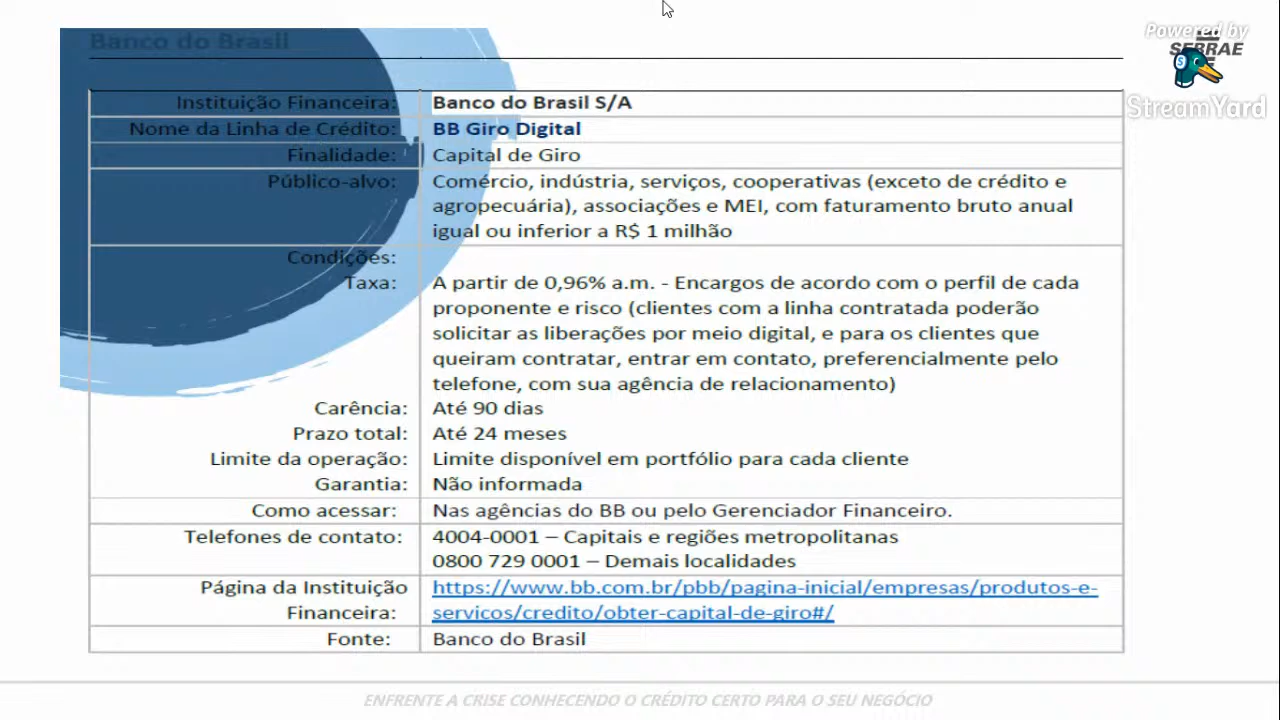 Banco do Brasil
Powered by
SEBRAE
StreamYard
Instituição Financeira: Banco do Brasil S/A
Nome da Linha de Crédito: BB Giro Digital
Finalidade: Capital de Giro
Público-alvo: Comércio, indústria, serviços, cooperativas (exceto de crédito e
agropecuária), associações e MEI, com faturamento bruto anual
igual ou inferior a R$ 1 milhão
Condições:
Taxa: A partir de 0,96% a.m. - Encargos de acordo com o perfil de cada
proponente e risco (clientes com a linha contratada poderão
solicitar as liberações por meio digital, e para os clientes que
queiram contratar, entrar em contato, preferencialmente pelo
telefone, com sua agência de relacionamento)
Carência: Até 90 dias
Prazo total: Até 24 meses
Limite da operação: Limite disponível em portfólio para cada cliente
Garantia: Não informada
Como acessar: Nas agências do BB ou pelo Gerenciador Financeiro.
Telefones de contato: 4004-0001 – Capitais e regiões metropolitanas
0800 729 0001 – Demais localidades
Página da Instituição https://www.bb.com.br/pbb/pagina-inicial/empresas/produtos-e-
Financeira: servicos/credito/obter-capital-de-giro#/
Fonte: Banco do Brasil
ENFRENTE A CRISE CONHECENDO O CRÉDITO CERTO PARA O SEU NEGÓCIO